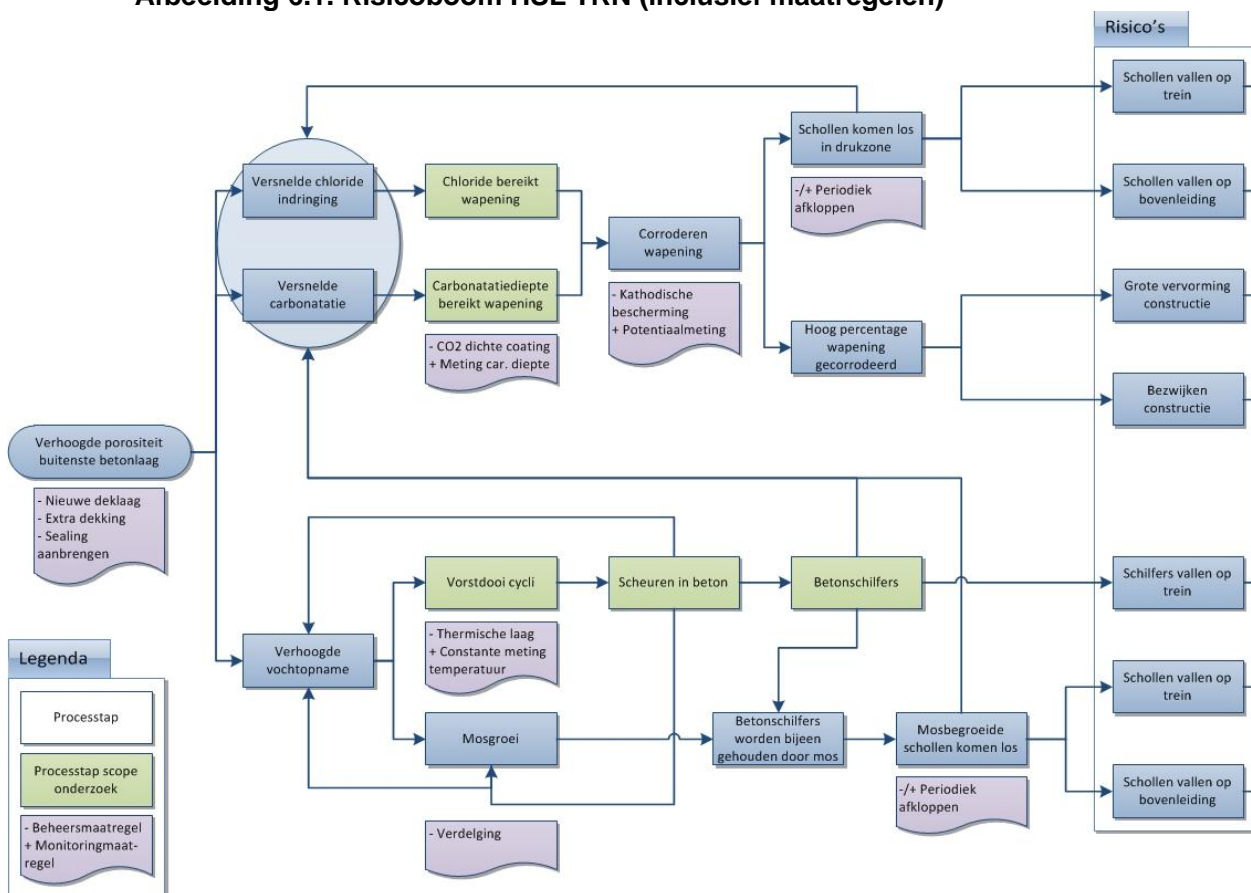 Afbeelding 6.1. Risicoboom HSL TRN (inclusief maatregelen)
Risico's
Schollen vallen op
trein
Schollen komen los
in drukzone
Versnelde chloride
indringing
Chloride bereikt
wapening
-/+ Periodiek
afkloppen
Schollen vallen op
bovenleiding
Corroderen
wapening
Versnelde
carbonatatie
Carbonatatiediepte
bereikt wapening
Grote vervorming
constructie
- Kathodische
bescherming
+ Potentiaalmeting
Hoog percentage
wapening
gecorrodeerd
- CO2 dichte coating
+ Meting car. diepte
Bezwijken
constructie
Verhoogde porositeit
buitenste betonlaag
- Nieuwe deklaag
- Extra dekking
- Sealing
aanbrengen
Vorstdooi cycli
Scheuren in beton
Betonschilfers
Schilfers vallen op
trein
- Thermische laag
+ Constante meting
temperatuur
Verhoogde
vochtopname
Legenda
Schollen vallen op
trein
Processtap
Mosgroei
Betonschilfers
worden bijeen
gehouden door mos
Mosbegroeide
schollen komen los
Processtap scope
onderzoek
Schollen vallen op
bovenleiding
-/+ Periodiek
afkloppen
- Beheersmaatregel
+ Monitoringmaat-
regel
- Verdelging